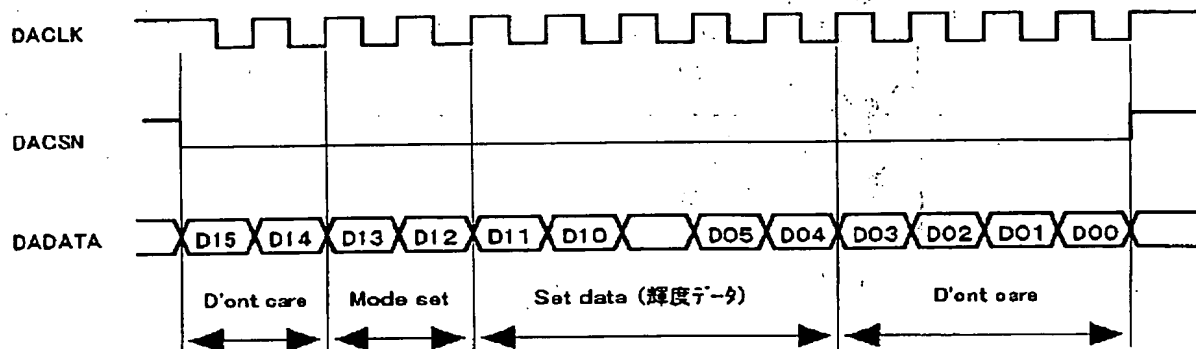 DACLK
DACSN
DADATA
D15 D14 D13 D12 D11 D10 D05 D04 D03 D02 D01 D00
D'ont care Mode set Set data (輝度データ) D'ont care